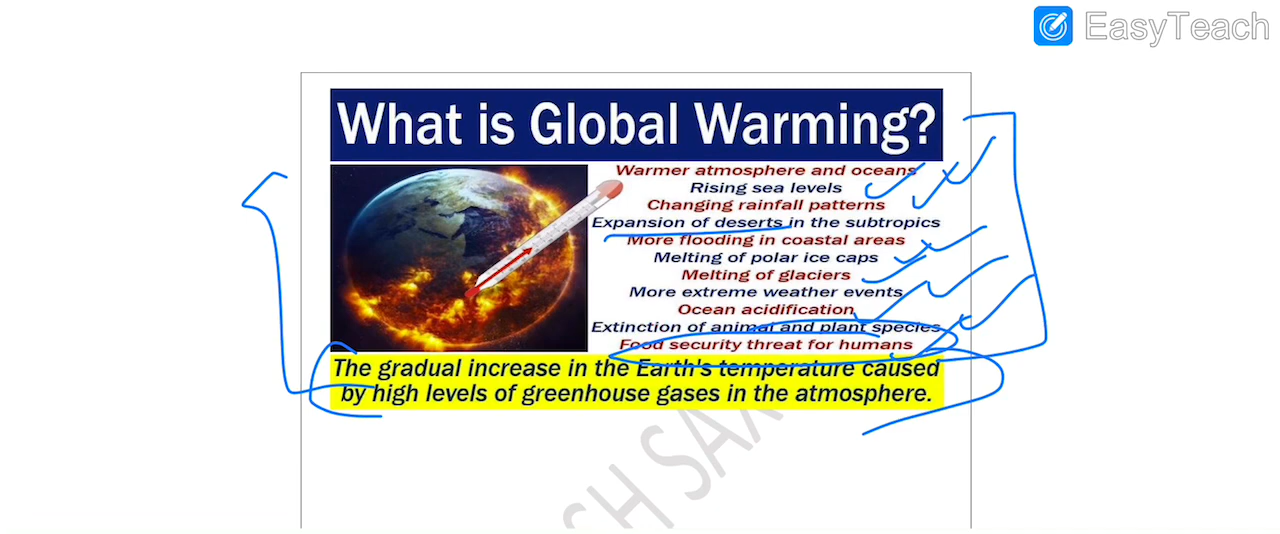 EasyTeach
What is Global Warming?
Warmer atmosphere and oceans
Rising sea levels
Changing rainfall patterns
Expansion of deserts in the subtropics
More flooding in coastal areas
Melting of polar ice caps
Melting of glaciers
More extreme weather events
Ocean acidification
Extinction of animal and plant species
Food security threat for humans
The gradual increase in the Earth's temperature caused
by high levels of greenhouse gases in the atmosphere.